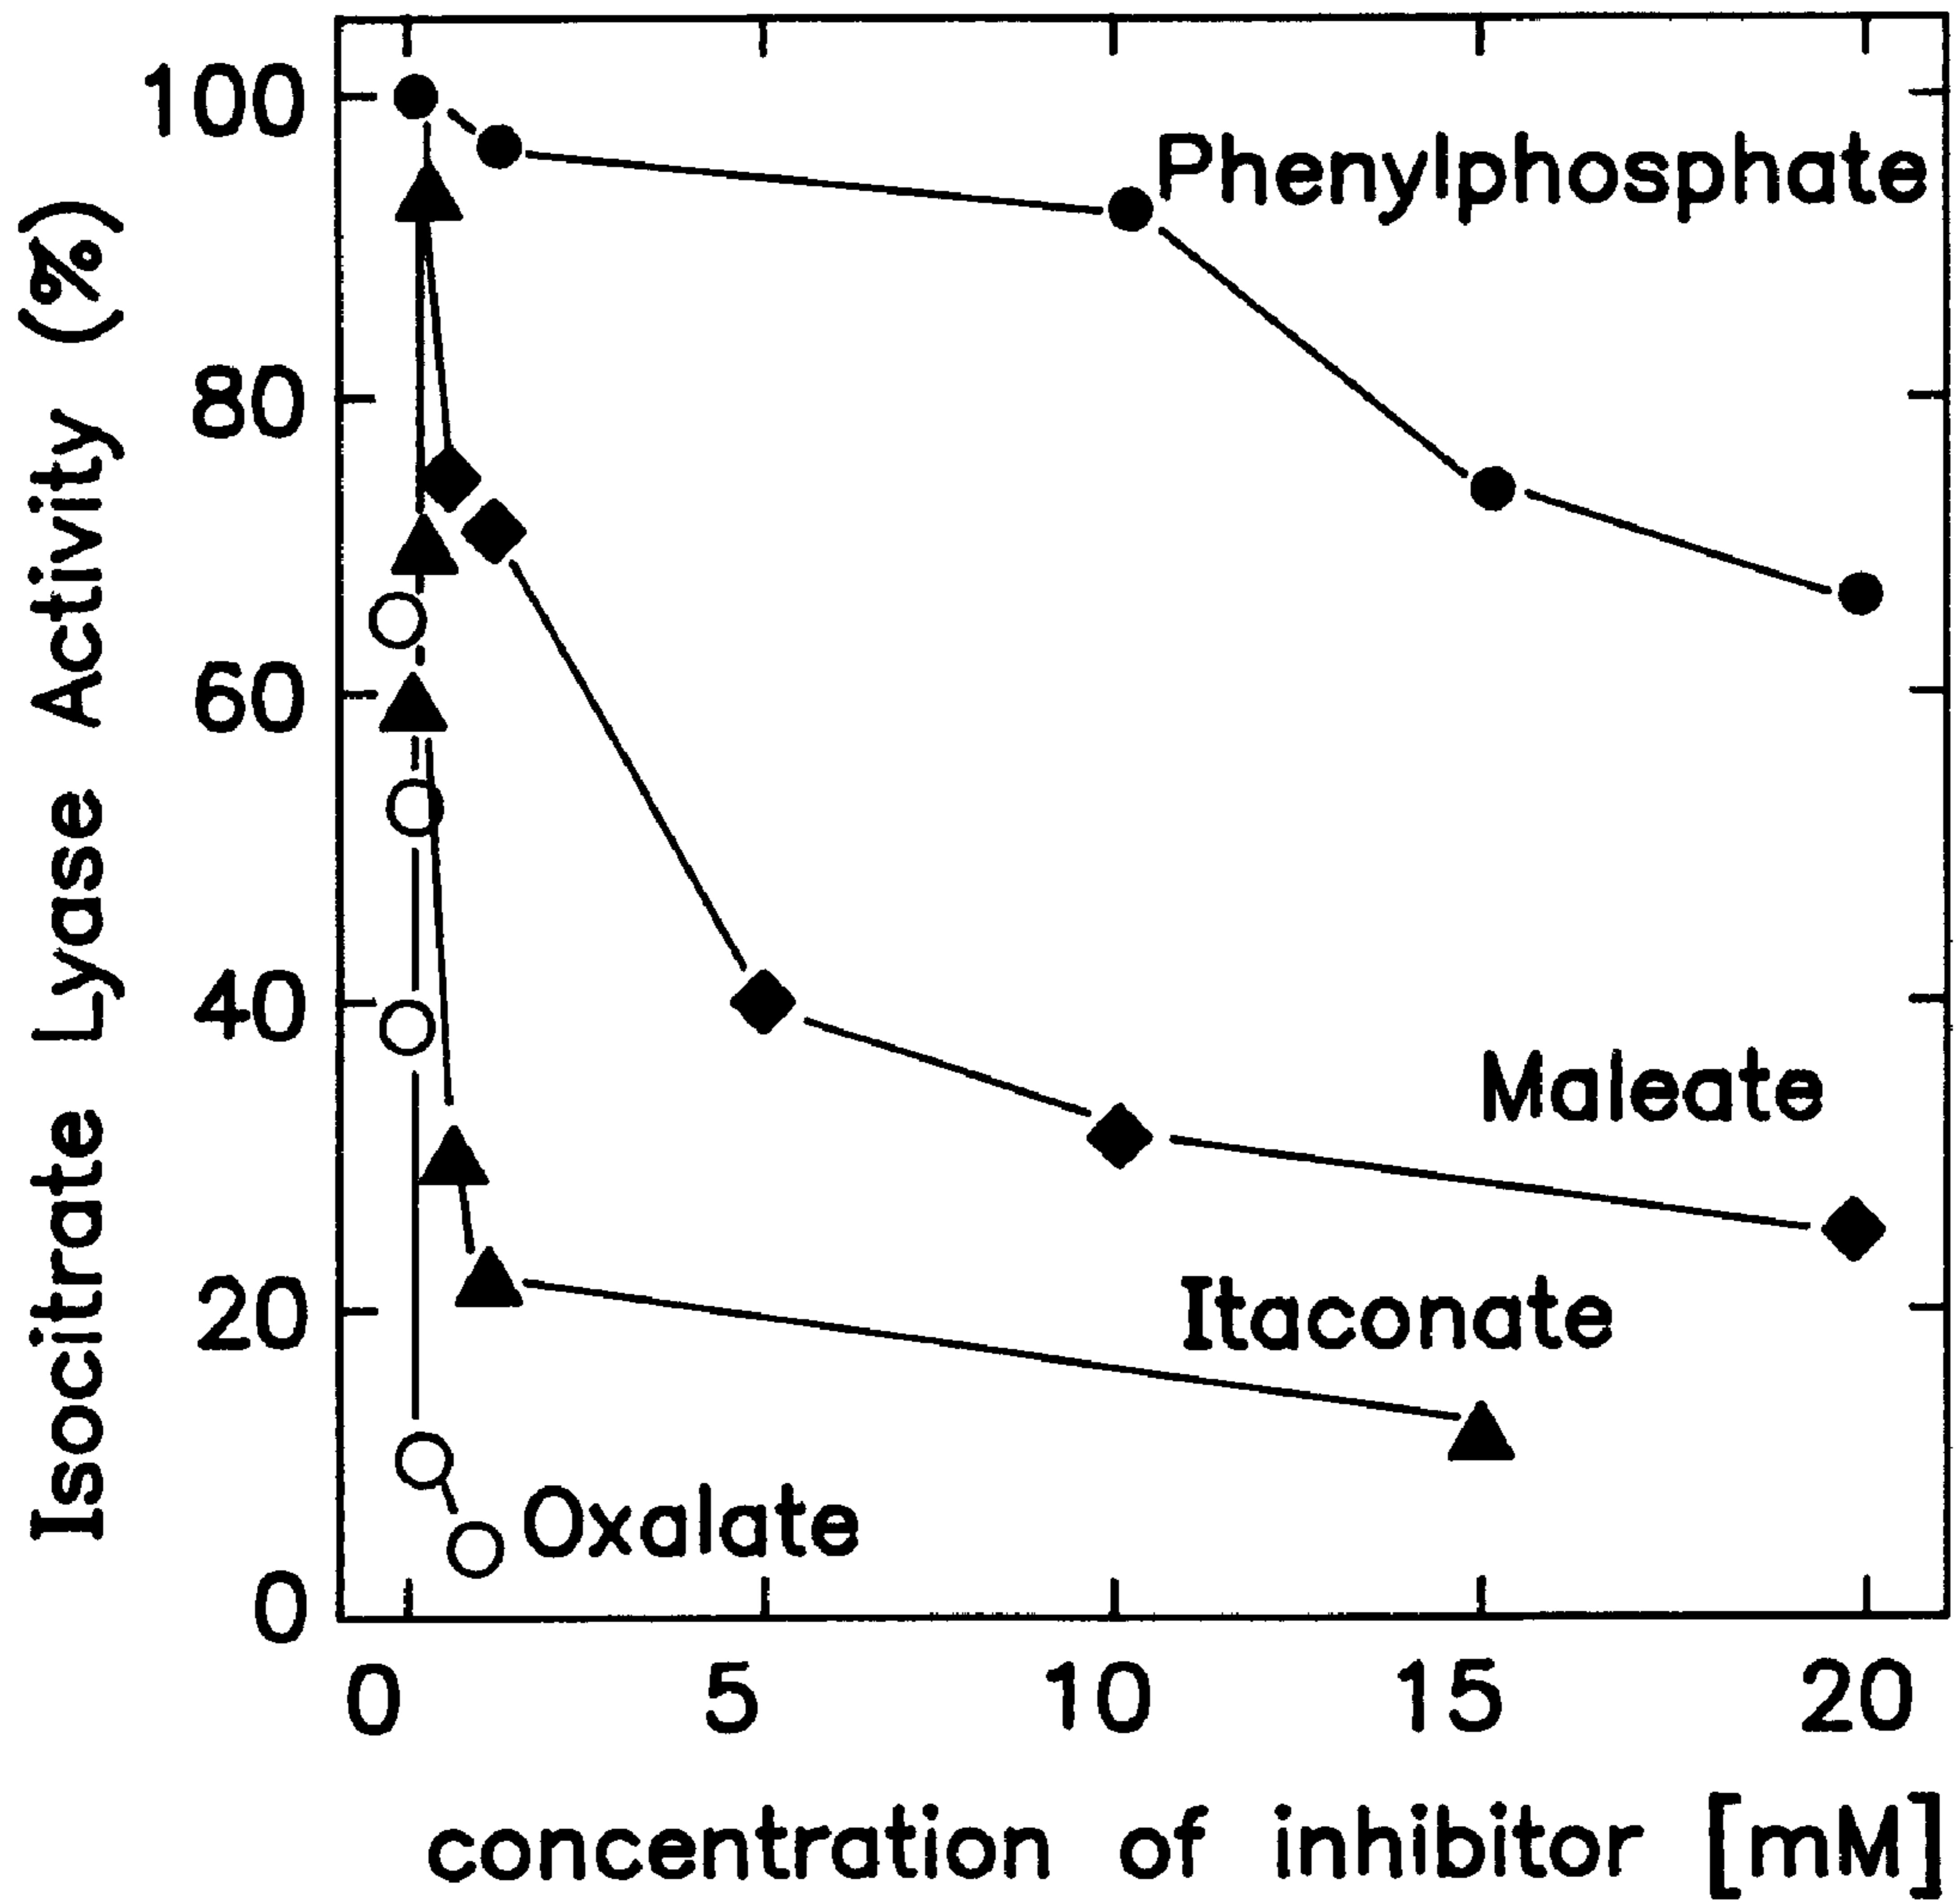 Isocitrate Lyase Activity (%)
100
80
60
40
20
0
Phenylphosphate
Maleate
Itaconate
Oxalate
0 5 10 15 20
concentration of inhibitor [mM]